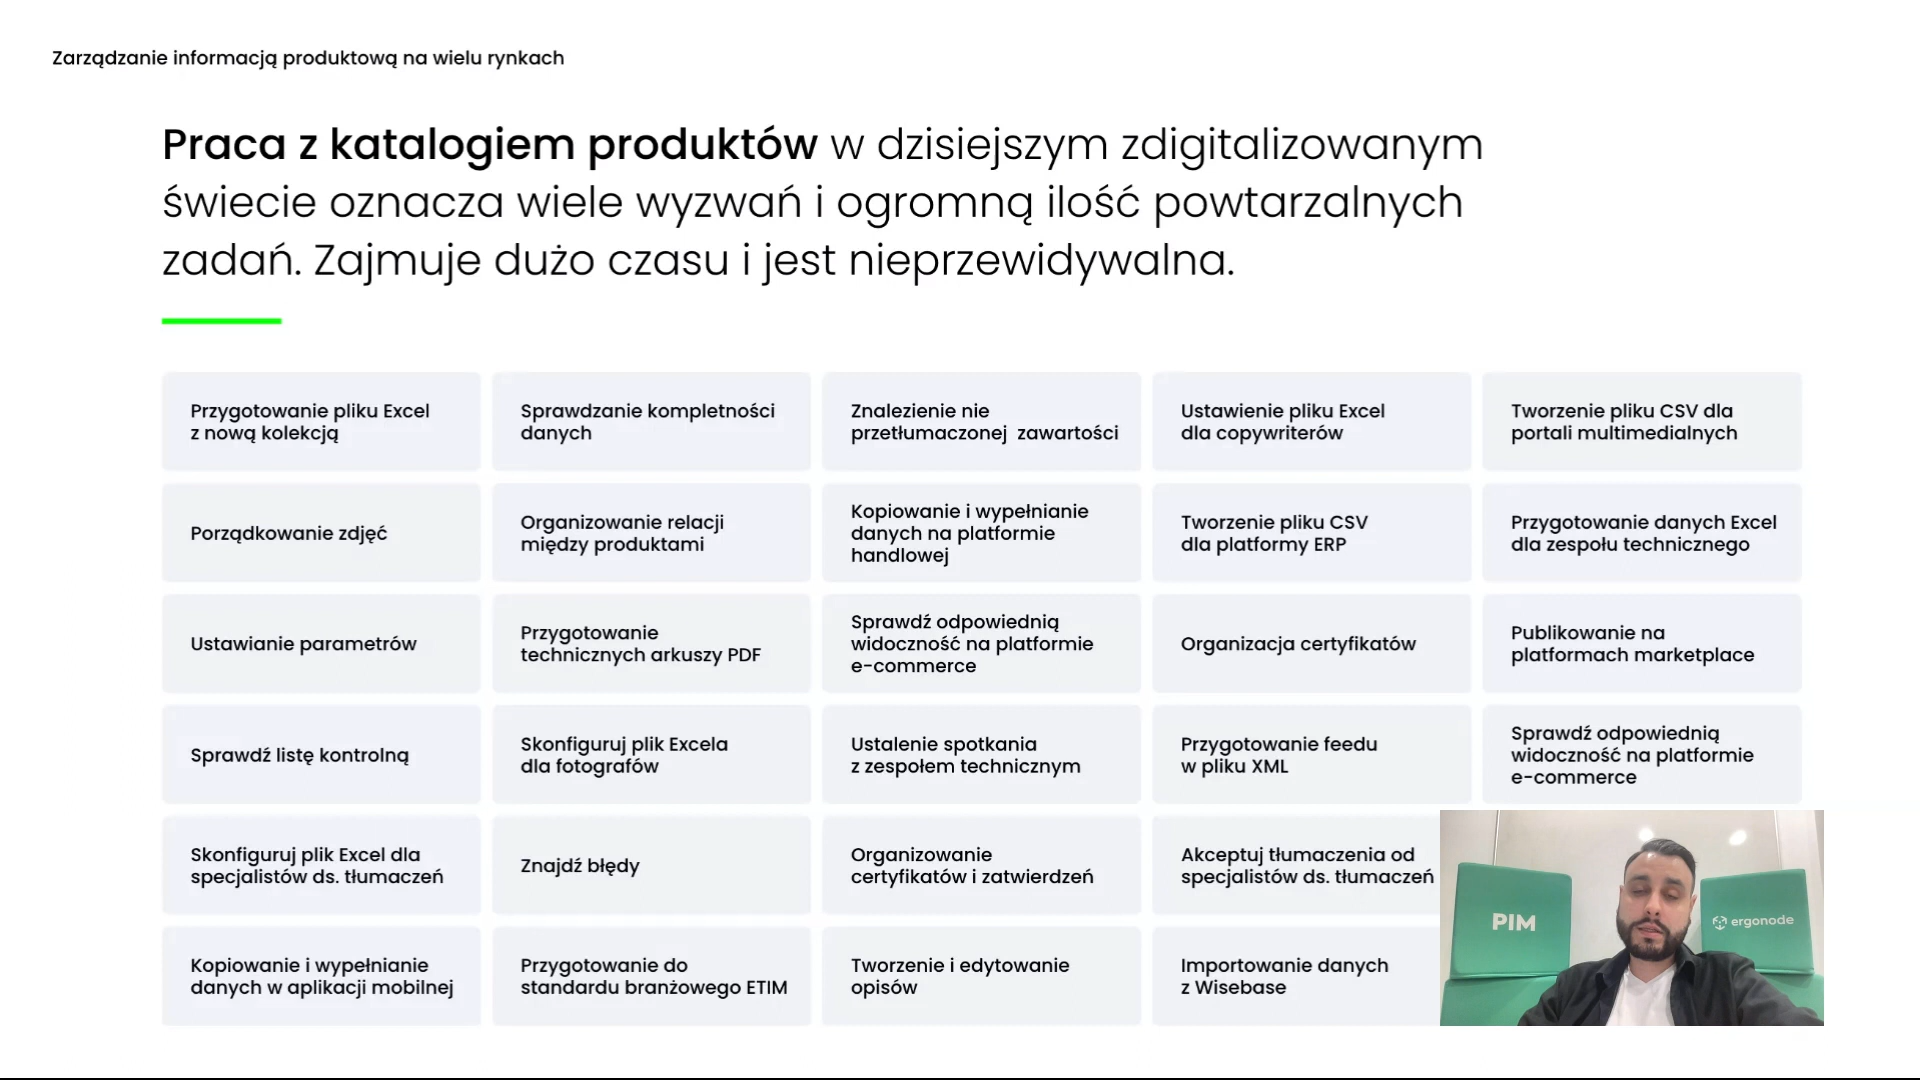 Zarządzanie informacją produktową na wielu rynkach
Praca z katalogiem produktów w dzisiejszym zdigitalizowanym
świecie oznacza wiele wyzwań i ogromną ilość powtarzalnych
zadań. Zajmuje dużo czasu i jest nieprzewidywalna.
Przygotowanie pliku Excel
z nową kolekcją
Sprawdzanie kompletności
danych
Znalezienie nie
przetłumaczonej zawartości
Ustawienie pliku Excel
dla copywriterów
Tworzenie pliku CSV dla
portali multimedialnych
Porządkowanie zdjęć
Organizowanie relacji
między produktami
Kopiowanie i wypełnianie
danych na platformie
handlowej
Tworzenie pliku CSV
dla platformy ERP
Przygotowanie danych Excel
dla zespołu technicznego
Ustawianie parametrów
Przygotowanie
technicznych arkuszy PDF
Sprawdź odpowiednią
widoczność na platformie
e-commerce
Organizacja certyfikatów
Publikowanie na
platformach marketplace
Sprawdź listę kontrolną
Skonfiguruj plik Excela
dla fotografów
Ustalenie spotkania
z zespołem technicznym
Przygotowanie feedu
w pliku XML
Sprawdź odpowiednią
widoczność na platformie
e-commerce
Skonfiguruj plik Excel dla
specjalistów ds. tłumaczeń
Znajdź błędy
Organizowanie
certyfikatów i zatwierdzeń
Akceptuj tłumaczenia od
specjalistów ds. tłumaczeń
Kopiowanie i wypełnianie
danych w aplikacji mobilnej
Przygotowanie do
standardu branżowego ETIM
Tworzenie i edytowanie
opisów
Importowanie danych
z Wisebase
PIM
ergonode